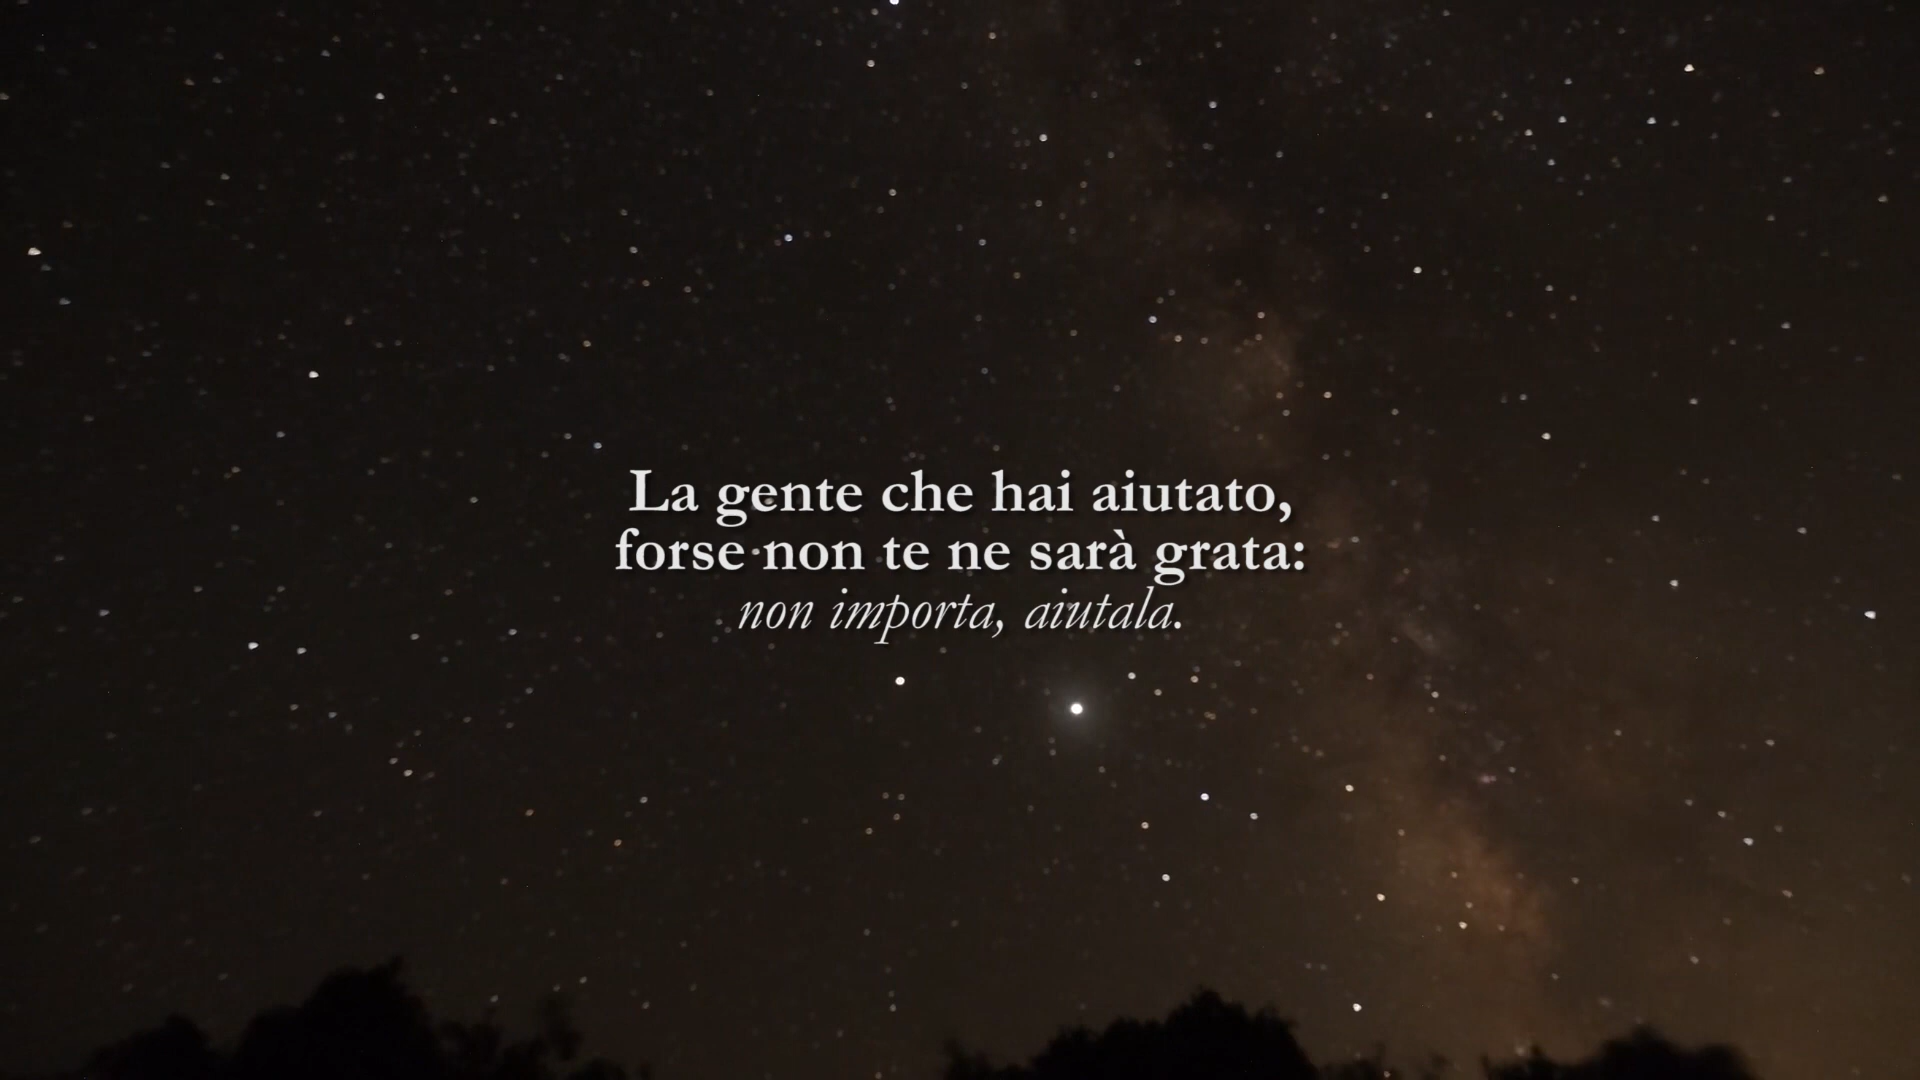 La gente che hai aiutato,
forse non te ne sarà grata:
non importa, aiutala.